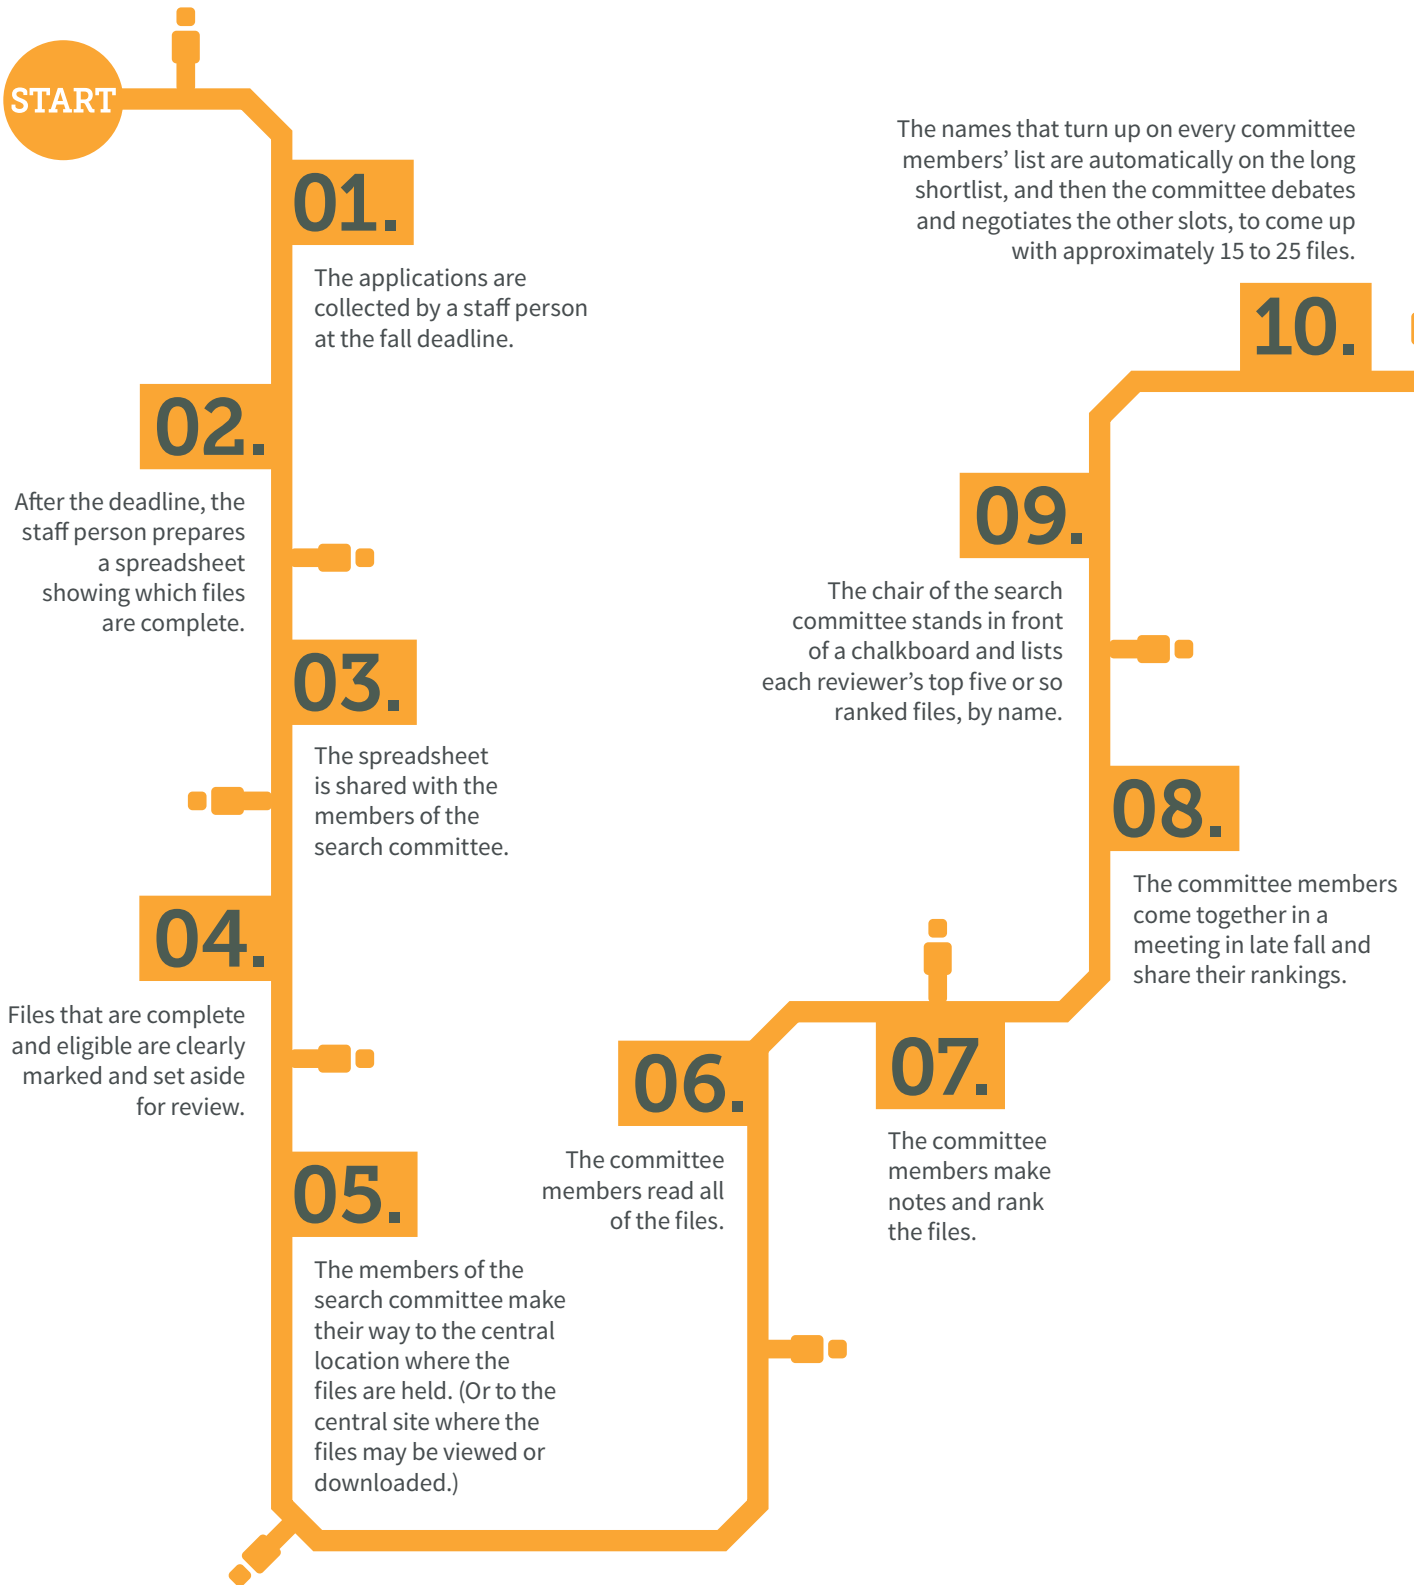 START
01.
The applications are
collected by a staff person
at the fall deadline.
02.
After the deadline, the
staff person prepares
a spreadsheet
showing which files
are complete.
03.
The spreadsheet
is shared with the
members of the
search committee.
04.
Files that are complete
and eligible are clearly
marked and set aside
for review.
05.
The members of the
search committee make
their way to the central
location where the
files are held. (Or to the
central site where the
files may be viewed or
downloaded.)
06.
The committee
members read all
of the files.
07.
The committee
members make
notes and rank
the files.
08.
The committee members
come together in a
meeting in late fall and
share their rankings.
09.
The chair of the search
committee stands in front
of a chalkboard and lists
each reviewer’s top five or so
ranked files, by name.
The names that turn up on every committee
members’ list are automatically on the long
shortlist, and then the committee debates
and negotiates the other slots, to come up
with approximately 15 to 25 files.
10.